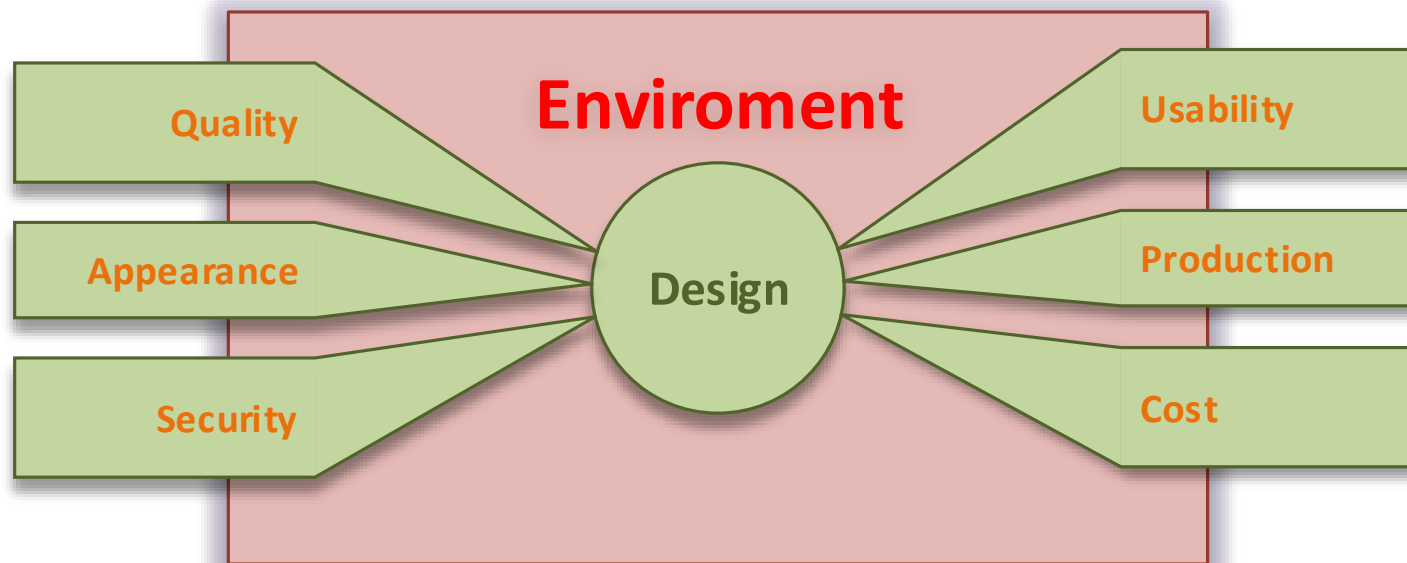 Enviroment
Quality
Appearance
Security
Design
Usability
Production
Cost